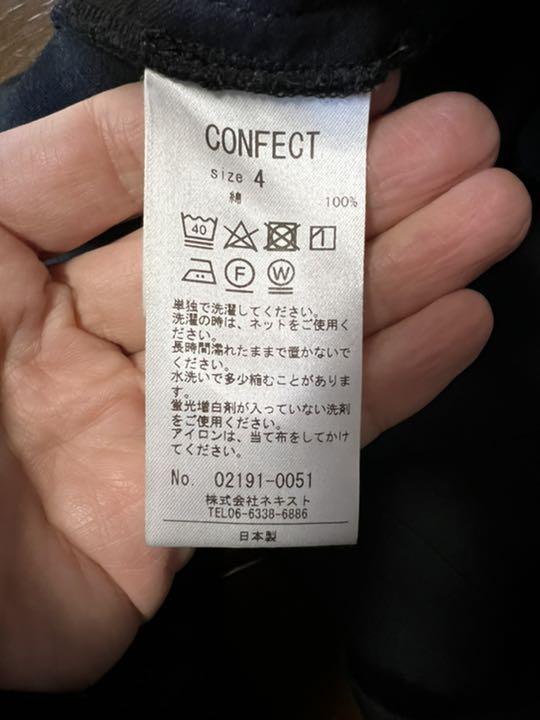 CONFECT
size 4
綿 100%
40
F W
単独で洗濯してください。
洗濯の時は、ネットをご使用く
ださい。
長時間濡れたままで置かないで
ください。
水洗いで多少縮むことがありま
す。
蛍光増白剤が入っていない洗剤
をご使用ください。
アイロンは、当て布をしてかけ
てください。
No. 02191-0051
株式会社ネキスト
TEL06-6338-6886
日本製